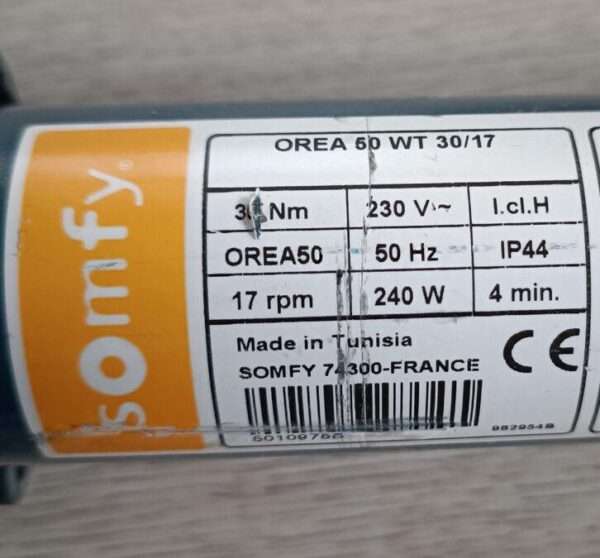 somfy®
OREA 50 WT 30/17
Nm 230 V ~ I.cl.H
OREA50 50 Hz IP44
17 rpm 240 W 4 min.
Made in Tunisia
SOMFY 74300-FRANCE
CE
982954B